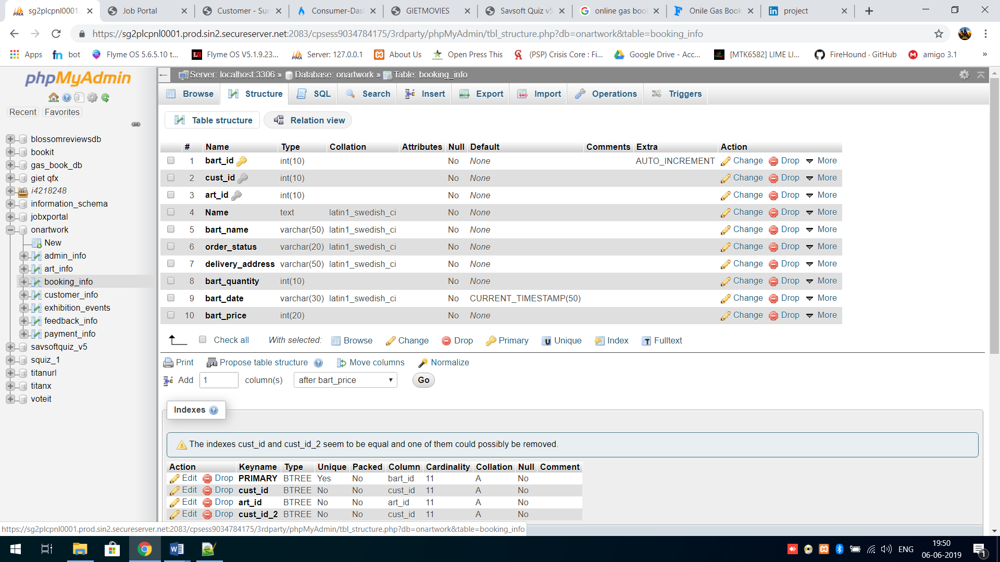 sg2plcpnl0001.
Job Portal
Customer - Sun
Consumer-Dash
GIETMOVIES
Savsoft Quiz v5
online gas boo
Onile Gas Book
project
https://sg2plcpnl0001.prod.sin2.secureserver.net:2083/cpsess9034784175/3rdparty/phpMyAdmin/tbl_structure.php?db=onartwork&table=booking_info
Apps
bot
Flyme OS 5.6.5.10 t...
Flyme OS V5.1.9.23...
Server: 127.0.0.1
About Us
Open Press This
(PSP) Crisis Core : Fi...
Google Drive - Acc...
[MTK6582] LIME LI...
FireHound · GitHub
amigo 3.1
»
phpMyAdmin
Recent Favorites
blossomreviewsdb
bookit
gas_book_db
giet qfx
i4218248
information_schema
jobxportal
onartwork
New
admin_info
art_info
booking_info
customer_info
exhibition_events
feedback_info
payment_info
savsoftquiz_v5
squiz_1
titanurl
titanx
voteit
Server: localhost:3306 » Database: onartwork » Table: booking_info
Browse Structure SQL Search Insert Export Import Operations Triggers
Table structure Relation view
# Name Type Collation Attributes Null Default Comments Extra Action
1 bart_id int(10) No None AUTO_INCREMENT Change Drop More
2 cust_id int(10) No None Change Drop More
3 art_id int(10) No None Change Drop More
4 Name text latin1_swedish_ci No None Change Drop More
5 bart_name varchar(50) latin1_swedish_ci No None Change Drop More
6 order_status varchar(20) latin1_swedish_ci No None Change Drop More
7 delivery_address varchar(50) latin1_swedish_ci No None Change Drop More
8 bart_quantity int(10) No None Change Drop More
9 bart_date varchar(30) latin1_swedish_ci No CURRENT_TIMESTAMP(50) Change Drop More
10 bart_price int(20) No None Change Drop More
Check all With selected: Browse Change Drop Primary Unique Index Fulltext
Print Propose table structure Move columns Normalize
Add 1 column(s) after bart_price Go
Indexes
The indexes cust_id and cust_id_2 seem to be equal and one of them could possibly be removed.
Action Keyname Type Unique Packed Column Cardinality Collation Null Comment
Edit Drop PRIMARY BTREE Yes No bart_id 11 A No
Edit Drop cust_id BTREE No No cust_id 11 A No
Edit Drop art_id BTREE No No art_id 11 A No
Edit Drop cust_id_2 BTREE No No cust_id 11 A No
https://sg2plcpnl0001.prod.sin2.secureserver.net:2083/cpsess9034784175/3rdparty/phpMyAdmin/tbl_structure.php?db=onartwork&table=booking_info
ENG
19:50
06-06-2019
1